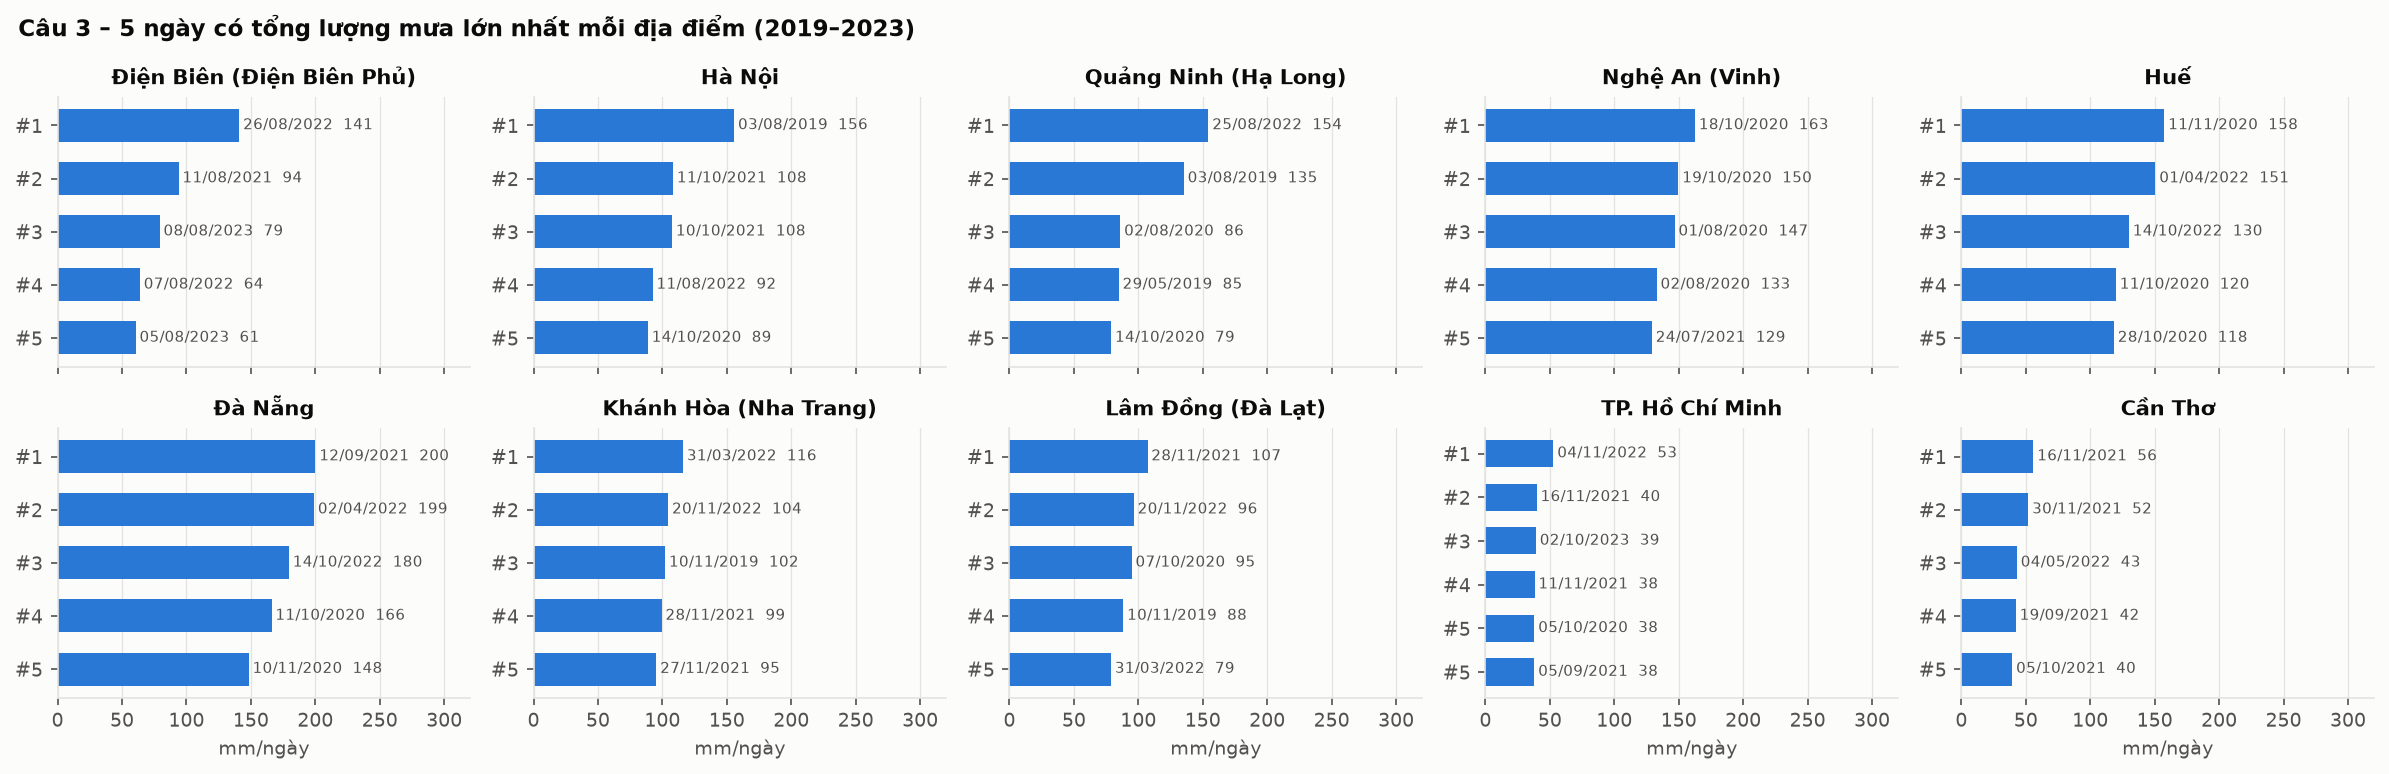 Câu 3 – 5 ngày có tổng lượng mưa lớn nhất mỗi địa điểm (2019–2023)
Điện Biên (Điện Biên Phủ)
#1 26/08/2022 141
#2 11/08/2021 94
#3 08/08/2023 79
#4 07/08/2022 64
#5 05/08/2023 61
Hà Nội
#1 03/08/2019 156
#2 11/10/2021 108
#3 10/10/2021 108
#4 11/08/2022 92
#5 14/10/2020 89
Quảng Ninh (Hạ Long)
#1 25/08/2022 154
#2 03/08/2019 135
#3 02/08/2020 86
#4 29/05/2019 85
#5 14/10/2020 79
Nghệ An (Vinh)
#1 18/10/2020 163
#2 19/10/2020 150
#3 01/08/2020 147
#4 02/08/2020 133
#5 24/07/2021 129
Huế
#1 11/11/2020 158
#2 01/04/2022 151
#3 14/10/2022 130
#4 11/10/2020 120
#5 28/10/2020 118
Đà Nẵng
#1 12/09/2021 200
#2 02/04/2022 199
#3 14/10/2022 180
#4 11/10/2020 166
#5 10/11/2020 148
0 50 100 150 200 250 300
mm/ngày
Khánh Hòa (Nha Trang)
#1 31/03/2022 116
#2 20/11/2022 104
#3 10/11/2019 102
#4 28/11/2021 99
#5 27/11/2021 95
0 50 100 150 200 250 300
mm/ngày
Lâm Đồng (Đà Lạt)
#1 28/11/2021 107
#2 20/11/2022 96
#3 07/10/2020 95
#4 10/11/2019 88
#5 31/03/2022 79
0 50 100 150 200 250 300
mm/ngày
TP. Hồ Chí Minh
#1 04/11/2022 53
#2 16/11/2021 40
#3 02/10/2023 39
#4 11/11/2021 38
#5 05/10/2020 38
#5 05/09/2021 38
0 50 100 150 200 250 300
mm/ngày
Cần Thơ
#1 16/11/2021 56
#2 30/11/2021 52
#3 04/05/2022 43
#4 19/09/2021 42
#5 05/10/2021 40
0 50 100 150 200 250 300
mm/ngày